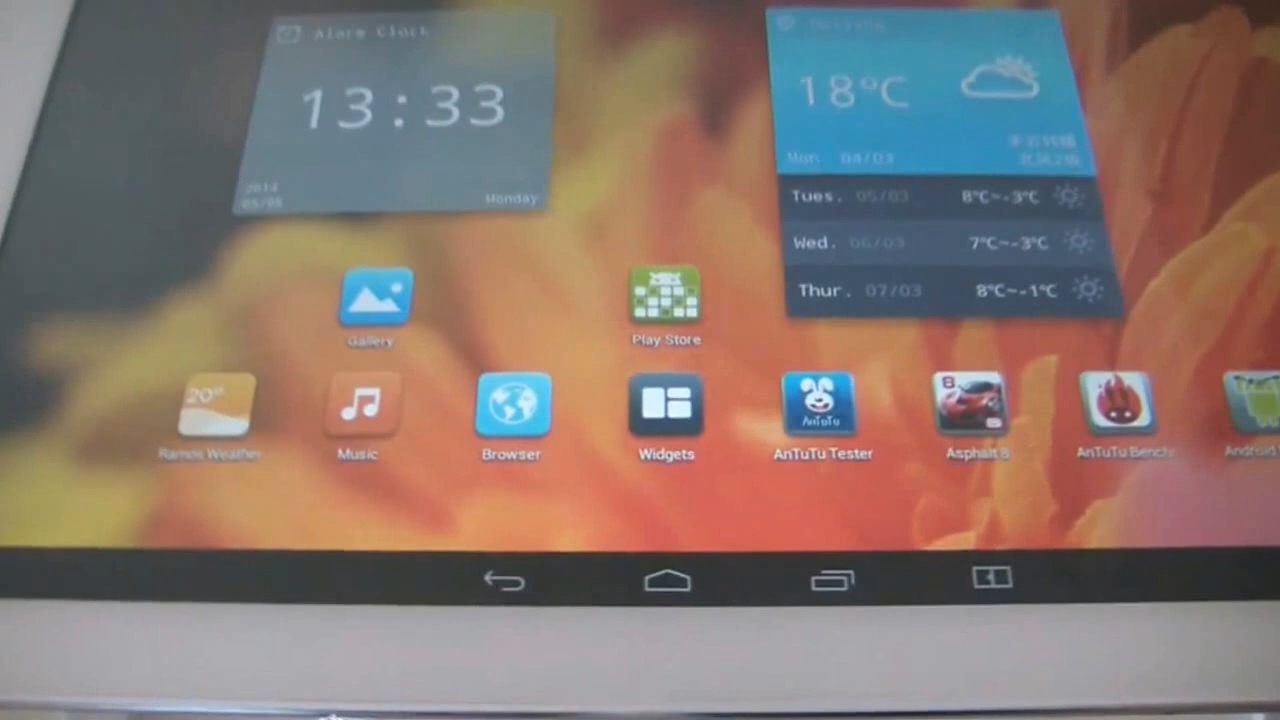 Alarm Clock
13:33
2014
Monday
18°C
Mon 04/03
Tues. 05/03 8°C~-3°C
Wed. 06/03 7°C~-3°C
Thur. 07/03 8°C~-1°C
Gallery
Play Store
20°
Ramos Weather
Music
Browser
Widgets
AnTuTu
AnTuTu Tester
8
Asphalt 8
AnTuTu Bench
Android